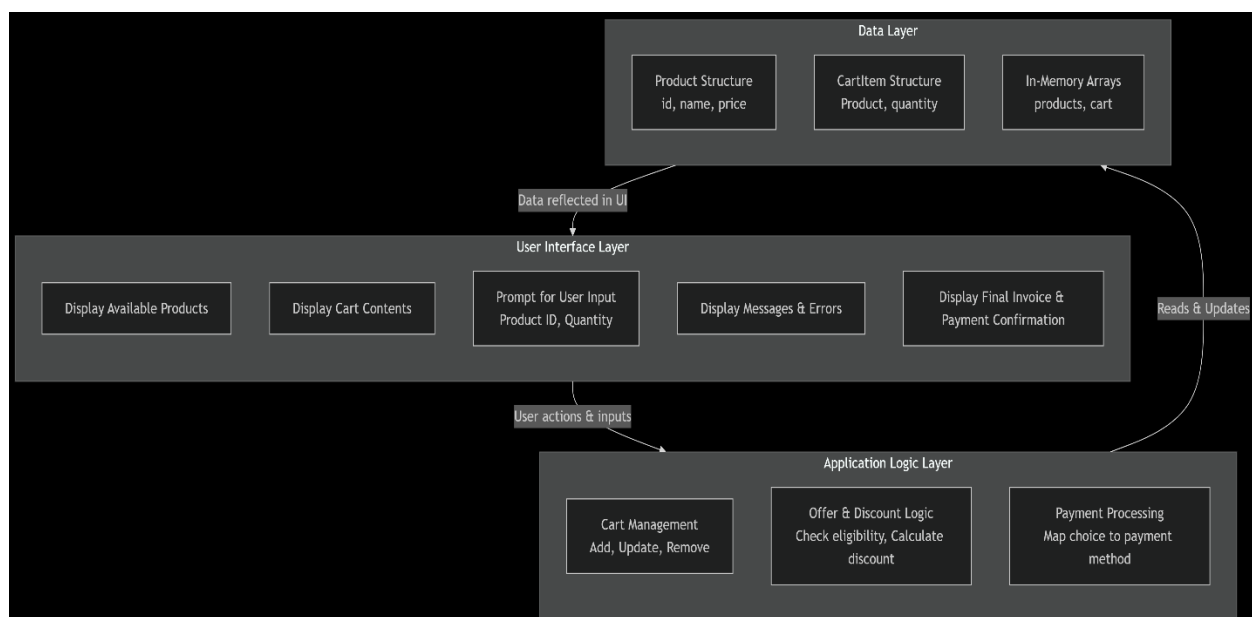 Data Layer
Product Structure
id, name, price
CartItem Structure
Product, quantity
In-Memory Arrays
products, cart
Data reflected in UI
User Interface Layer
Display Available Products
Display Cart Contents
Prompt for User Input
Product ID, Quantity
Display Messages & Errors
Display Final Invoice &
Payment Confirmation
Reads & Updates
User actions & inputs
Application Logic Layer
Cart Management
Add, Update, Remove
Offer & Discount Logic
Check eligibility, Calculate
discount
Payment Processing
Map choice to payment
method